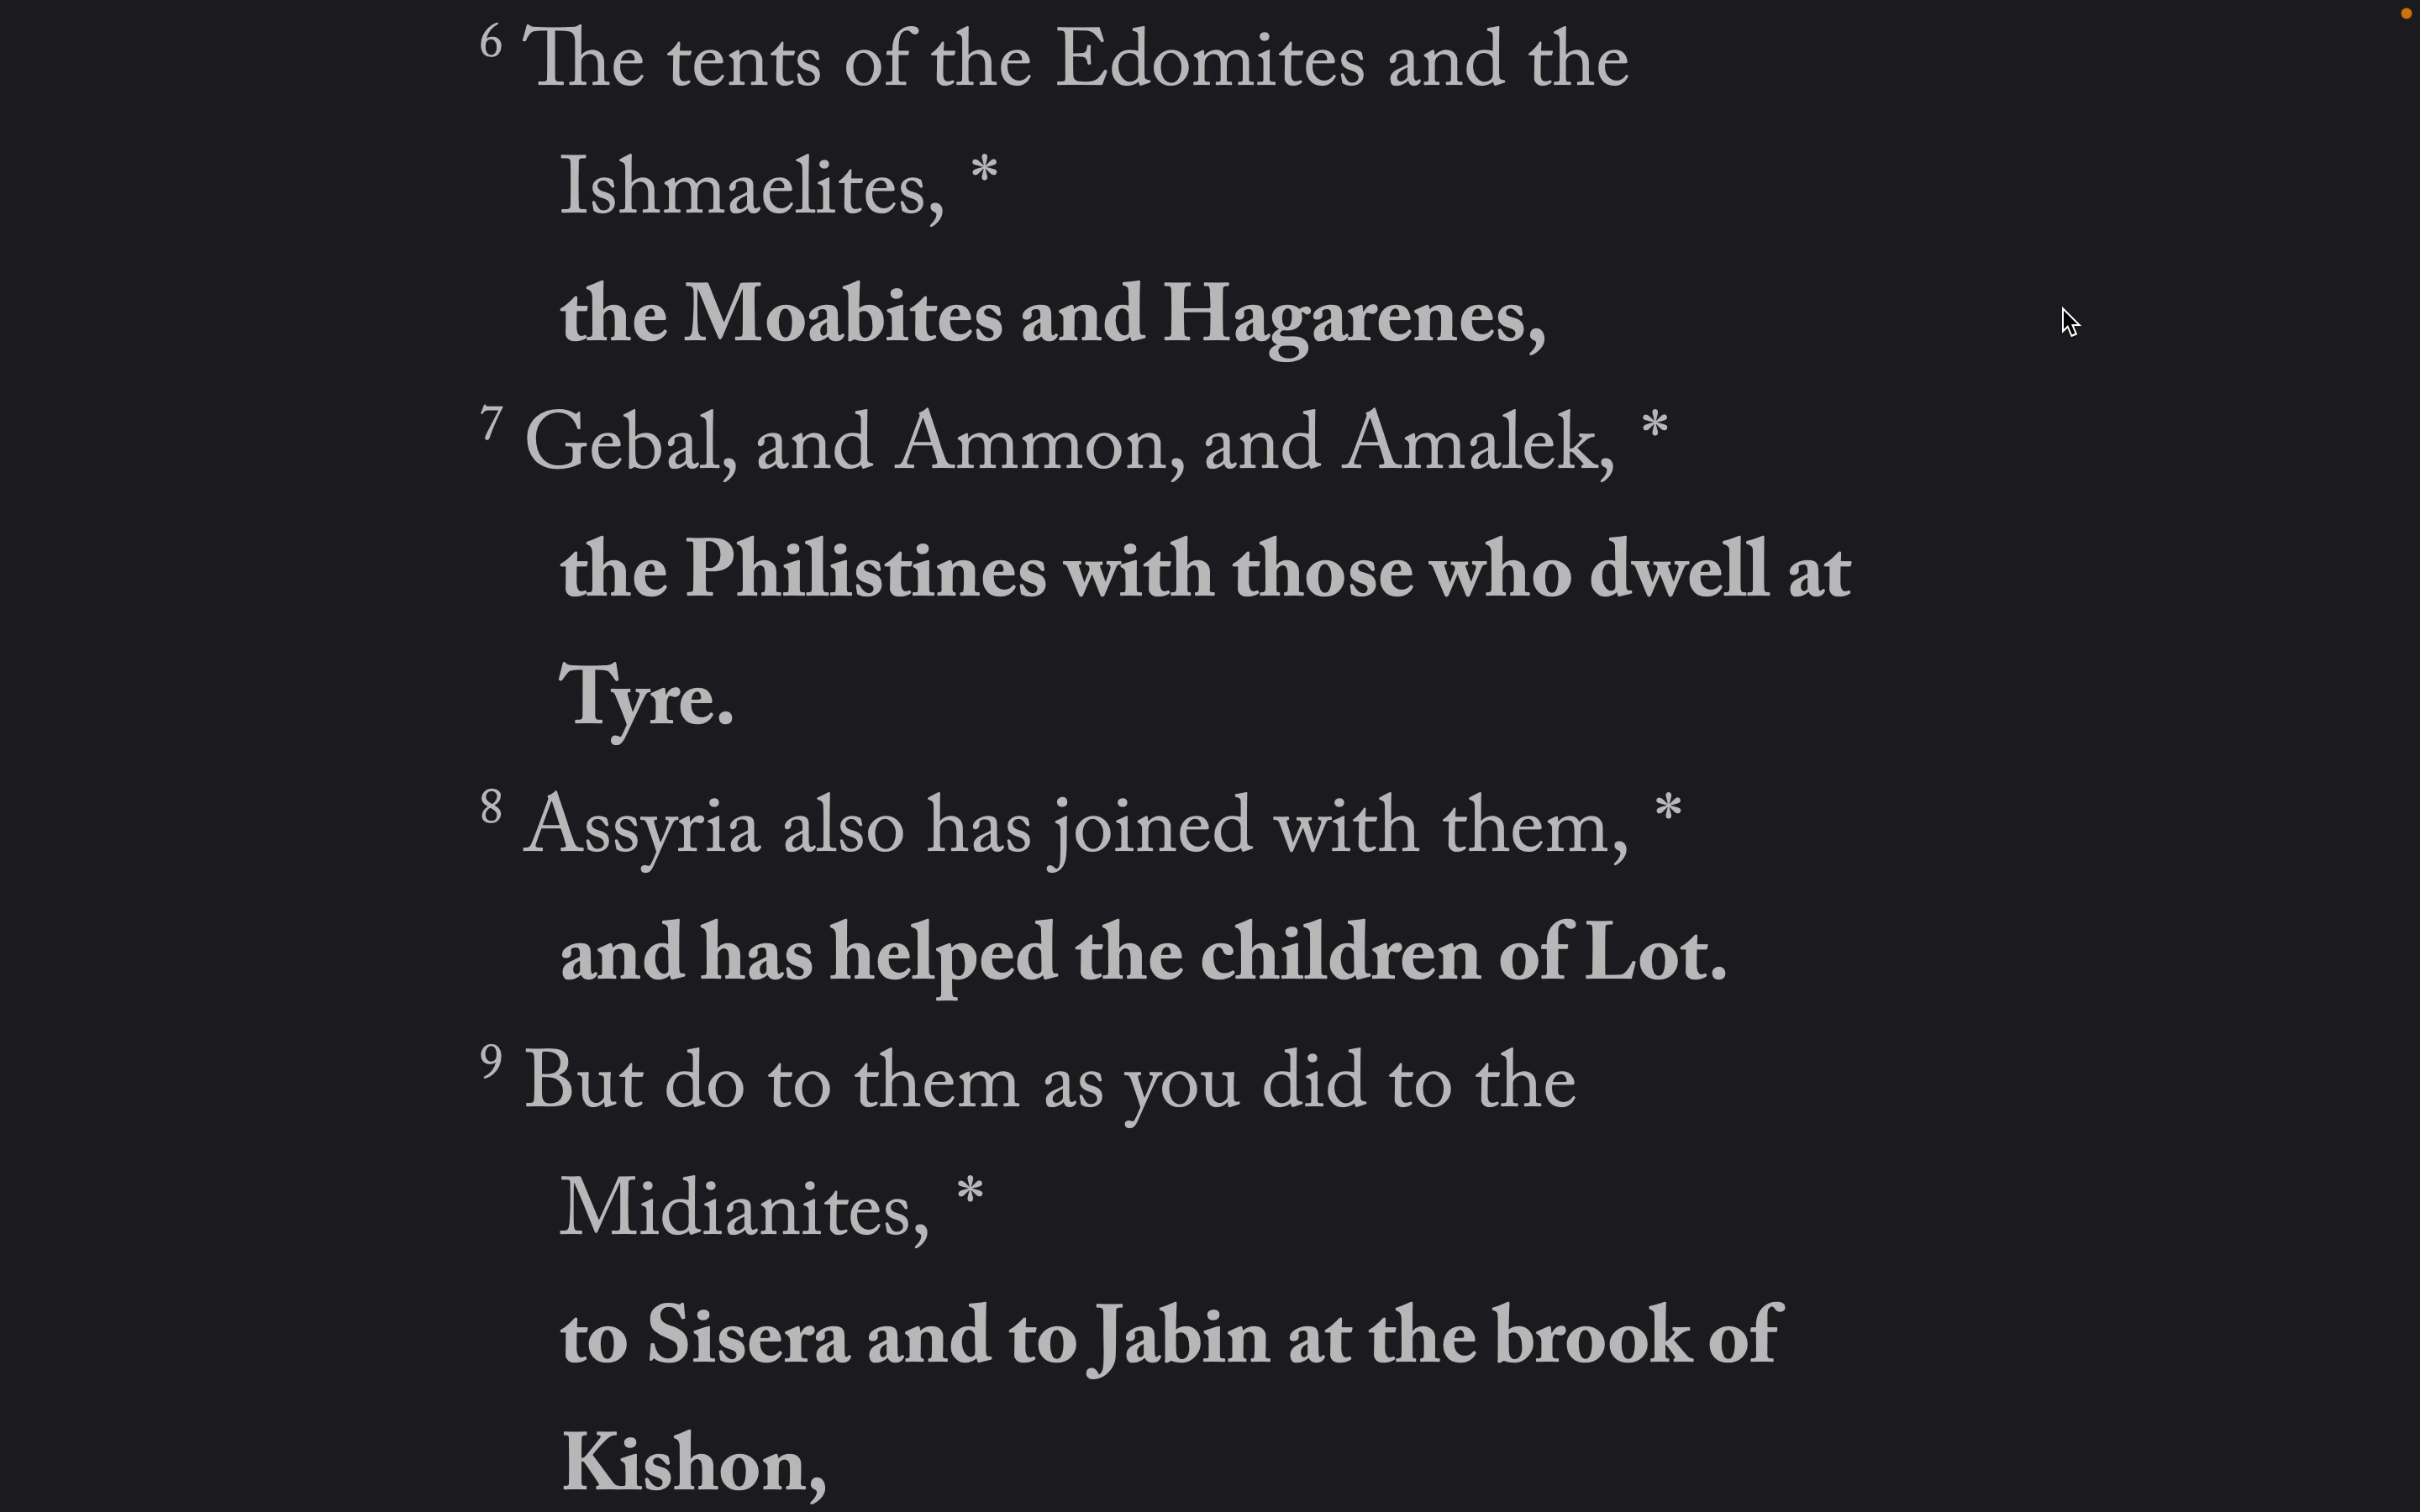 6 The tents of the Edomites and the
Ishmaelites, *
the Moabites and Hagarenes,
7 Gebal, and Ammon, and Amalek, *
the Philistines with those who dwell at
Tyre.
8 Assyria also has joined with them, *
and has helped the children of Lot.
9 But do to them as you did to the
Midianites, *
to Sisera and to Jabin at the brook of
Kishon,